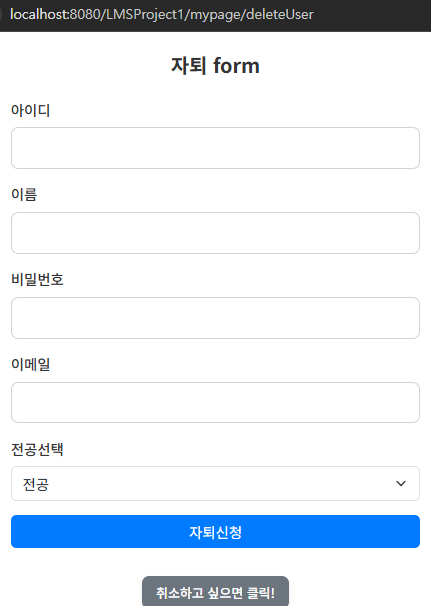 localhost:8080/LMSProject1/mypage/deleteUser
자퇴 form
아이디
이름
비밀번호
이메일
전공선택
전공
자퇴신청
취소하고 싶으면 클릭!